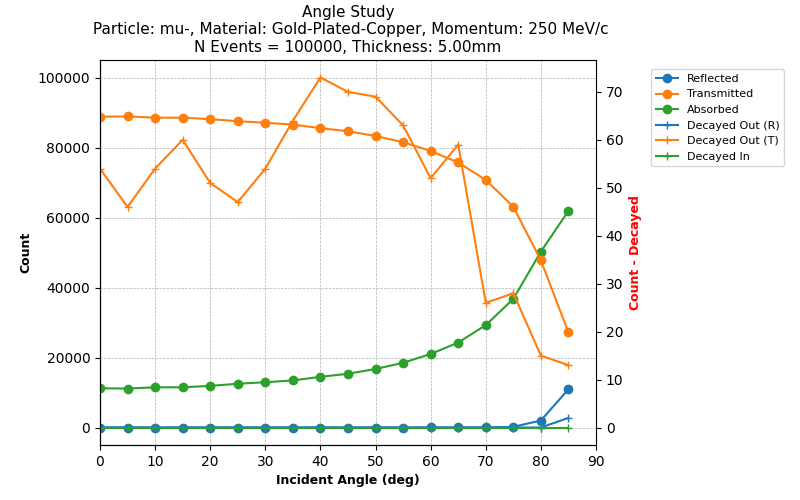 Angle Study
Particle: mu-, Material: Gold-Plated-Copper, Momentum: 250 MeV/c
N Events = 100000, Thickness: 5.00mm
100000
80000
60000
40000
20000
0
Count
70
60
50
40
30
20
10
0
Count - Decayed
0 10 20 30 40 50 60 70 80 90
Incident Angle (deg)
Reflected
Transmitted
Absorbed
Decayed Out (R)
Decayed Out (T)
Decayed In